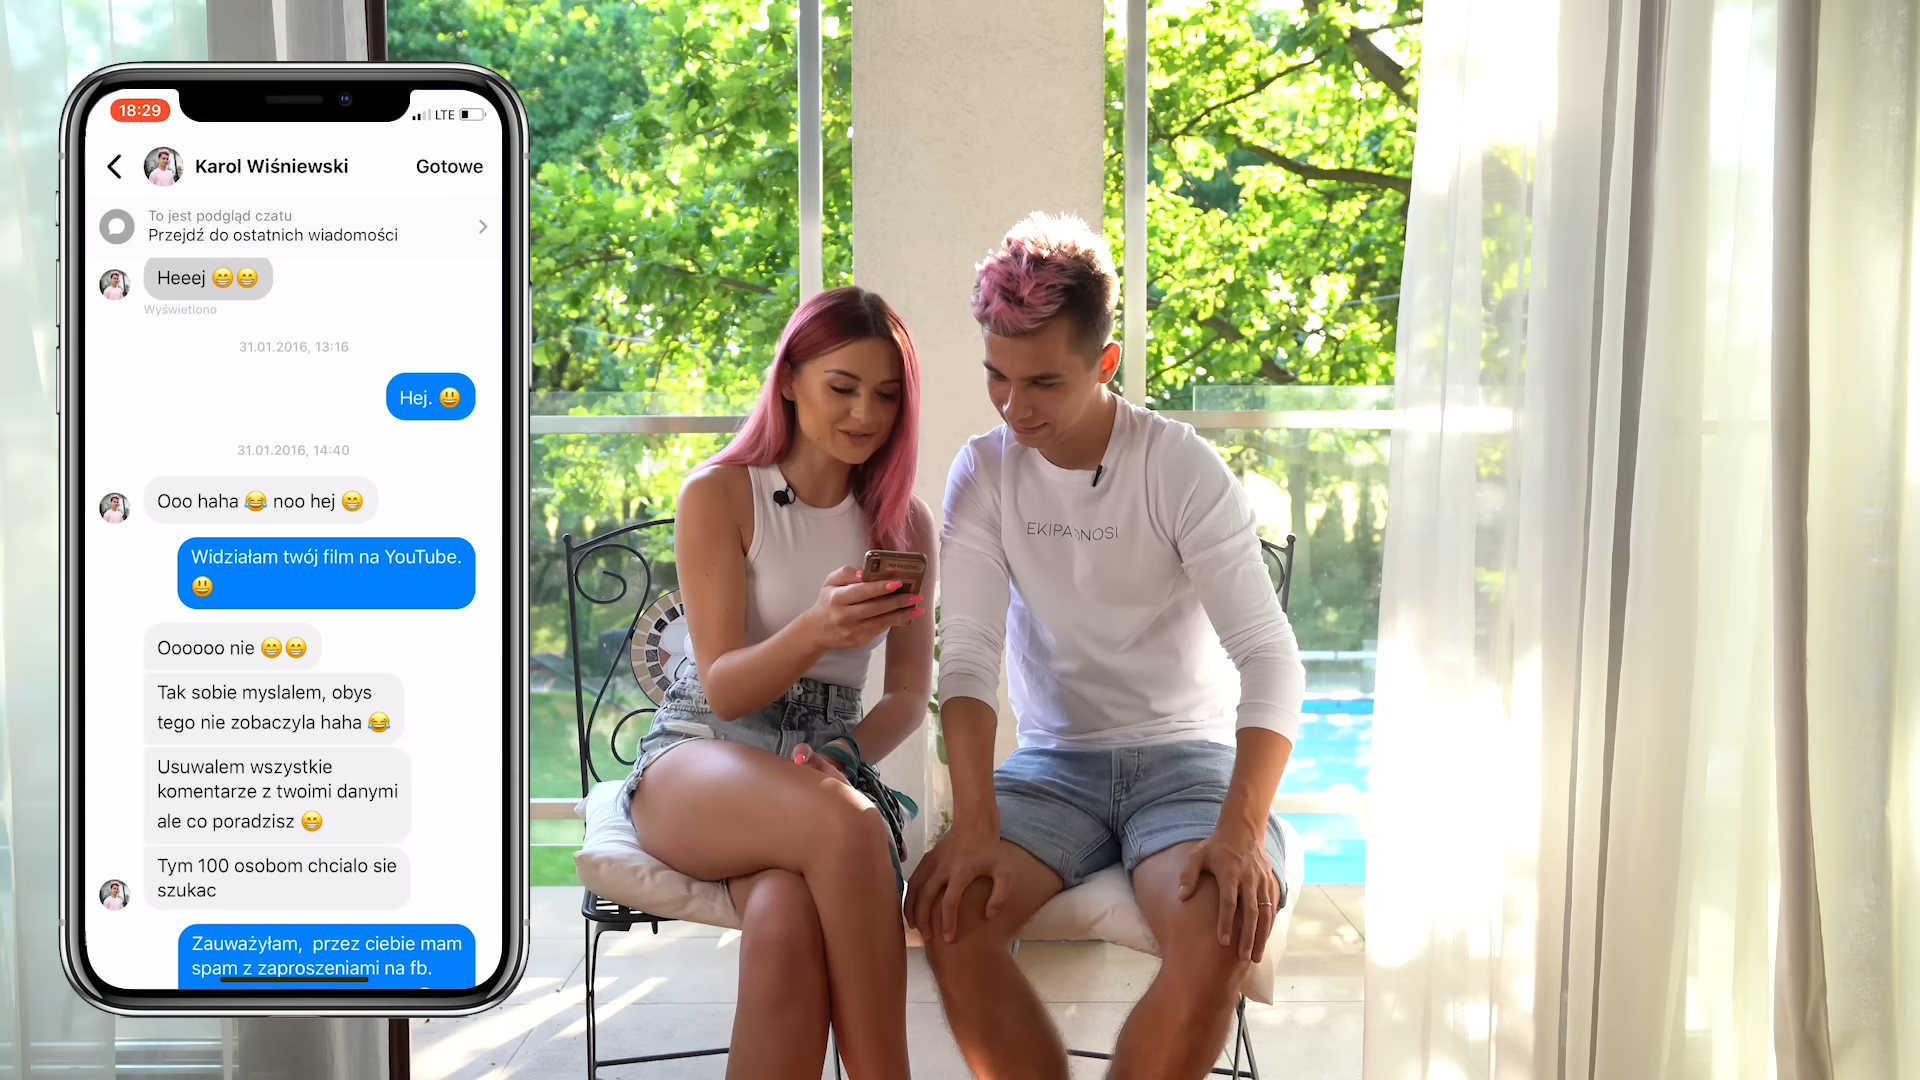 18:29
LTE
Karol Wiśniewski
Gotowe
To jest podgląd czatu
Przejdź do ostatnich wiadomości
Heeej 😁😁
Wyświetlono
31.01.2016, 13:16
Hej. 😃
31.01.2016, 14:40
Ooo haha 😂 noo hej 😁
Widziałam twój film na YouTube.
😃
Oooooo nie 😁😁
Tak sobie myslalem, obys
tego nie zobaczyla haha 😂
Usuwalem wszystkie
komentarze z twoimi danymi
ale co poradzisz 😁
Tym 100 osobom chcialo sie
szukac
Zauważyłam, przez ciebie mam
spam z zaproszeniami na fb.